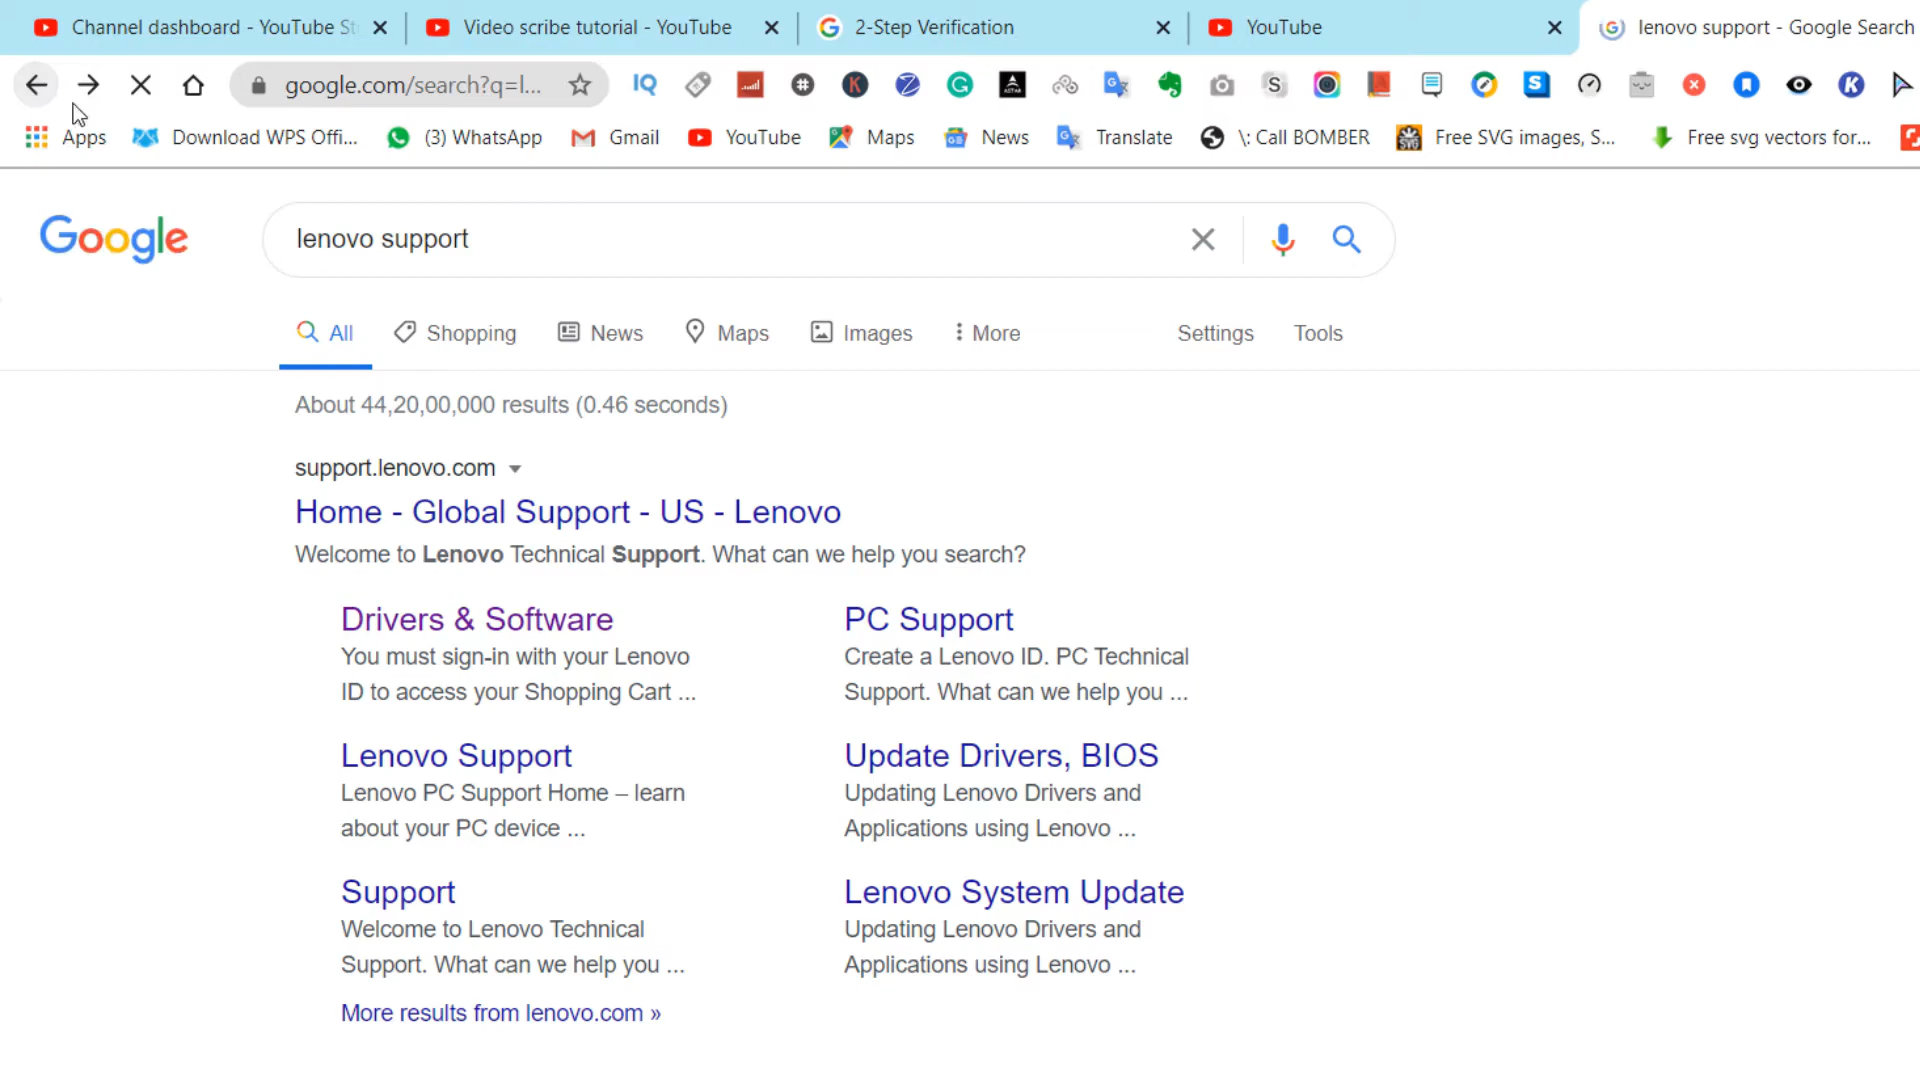 Channel dashboard - YouTube St
Video scribe tutorial - YouTube
2-Step Verification
YouTube
lenovo support - Google Search
google.com/search?q=l...
Apps
Download WPS Offi...
(3) WhatsApp
Gmail
YouTube
Maps
News
Translate
\: Call BOMBER
Free SVG images, S...
Free svg vectors for...
Google
lenovo support
All
Shopping
News
Maps
Images
More
Settings
Tools
About 44,20,00,000 results (0.46 seconds)
support.lenovo.com
Home - Global Support - US - Lenovo
Welcome to Lenovo Technical Support. What can we help you search?
Drivers & Software
You must sign-in with your Lenovo
ID to access your Shopping Cart ...
PC Support
Create a Lenovo ID. PC Technical
Support. What can we help you ...
Lenovo Support
Lenovo PC Support Home – learn
about your PC device ...
Update Drivers, BIOS
Updating Lenovo Drivers and
Applications using Lenovo ...
Support
Welcome to Lenovo Technical
Support. What can we help you ...
Lenovo System Update
Updating Lenovo Drivers and
Applications using Lenovo ...
More results from lenovo.com »